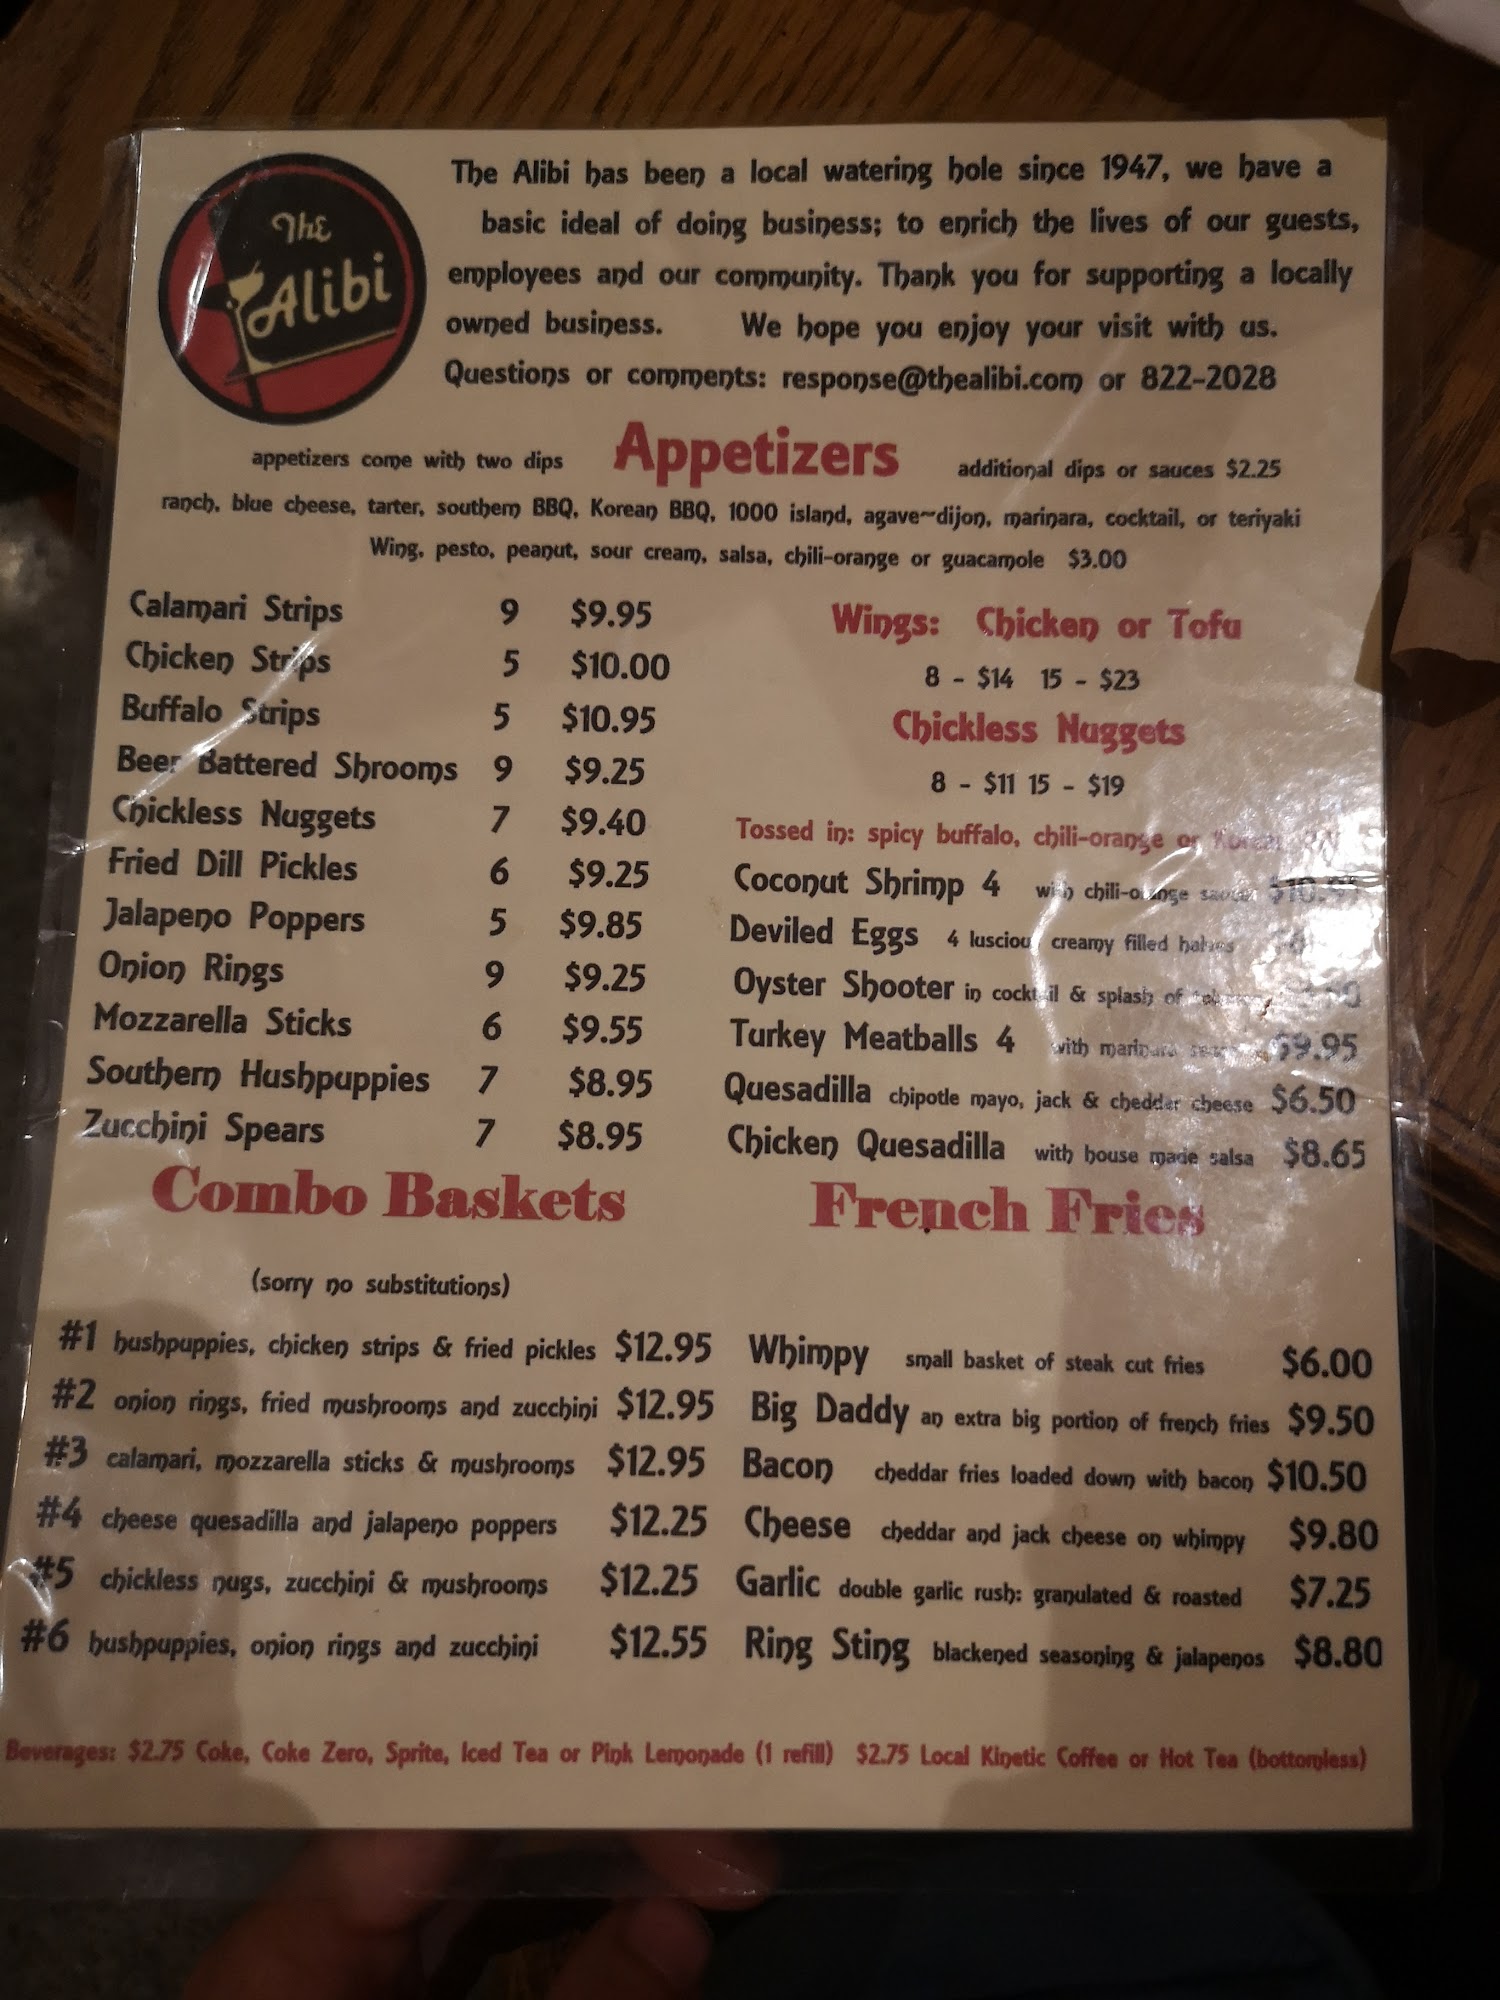 The Alibi
The Alibi has been a local watering hole since 1947, we have a
basic ideal of doing business; to enrich the lives of our guests,
employees and our community. Thank you for supporting a locally
owned business. We hope you enjoy your visit with us.
Questions or comments: response@thealibi.com or 822-2028
appetizers come with two dips Appetizers additional dips or sauces $2.25
ranch, blue cheese, tarter, southern BBQ, Korean BBQ, 1000 island, agave~dijon, marinara, cocktail, or teriyaki
Wing, pesto, peanut, sour cream, salsa, chili-orange or guacamole $3.00
Calamari Strips 9 $9.95
Chicken Strips 5 $10.00
Buffalo Strips 5 $10.95
Beer Battered Shrooms 9 $9.25
Chickless Nuggets 7 $9.40
Fried Dill Pickles 6 $9.25
Jalapeno Poppers 5 $9.85
Onion Rings 9 $9.25
Mozzarella Sticks 6 $9.55
Southern Hushpuppies 7 $8.95
Zucchini Spears 7 $8.95
Wings: Chicken or Tofu
8 - $14 15 - $23
Chickless Nuggets
8 - $11 15 - $19
Tossed in: spicy buffalo, chili-orange or Korean
Coconut Shrimp 4 with chili-orange sauce
Deviled Eggs 4 luscious creamy filled halves
Oyster Shooter in cocktail & splash of
Turkey Meatballs 4 with marinara $9.95
Quesadilla chipotle mayo, jack & chedder cheese $6.50
Chicken Quesadilla with house made salsa $8.65
Combo Baskets
(sorry no substitutions)
#1 hushpuppies, chicken strips & fried pickles $12.95
#2 onion rings, fried mushrooms and zucchini $12.95
#3 calamari, mozzarella sticks & mushrooms $12.95
#4 cheese quesadilla and jalapeno poppers $12.25
#5 chickless nugs, zucchini & mushrooms $12.25
#6 hushpuppies, onion rings and zucchini $12.55
French Fries
Whimpy small basket of steak cut fries $6.00
Big Daddy an extra big portion of french fries $9.50
Bacon cheddar fries loaded down with bacon $10.50
Cheese cheddar and jack cheese on whimpy $9.80
Garlic double garlic rush: granulated & roasted $7.25
Ring Sting blackened seasoning & jalapenos $8.80
Beverages: $2.75 Coke, Coke Zero, Sprite, Iced Tea or Pink Lemonade (1 refill) $2.75 Local Kinetic Coffee or Hot Tea (bottomless)